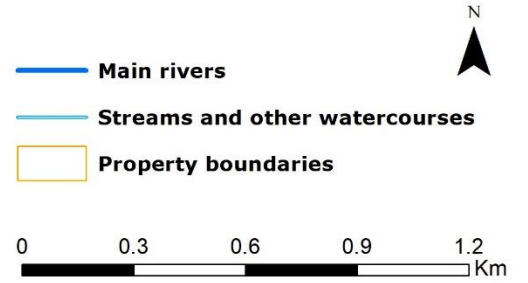 N
Main rivers
Streams and other watercourses
Property boundaries
0 0.3 0.6 0.9 1.2
Km